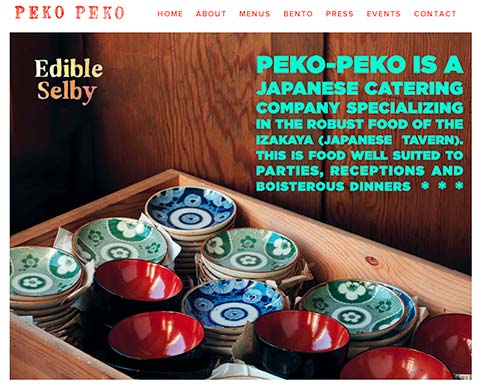 PEKO PEKO
HOME ABOUT MENUS BENTO PRESS EVENTS CONTACT
Edible
Selby
PEKO-PEKO IS A
JAPANESE CATERING
COMPANY SPECIALIZING
IN THE ROBUST FOOD OF THE
IZAKAYA (JAPANESE TAVERN).
THIS IS FOOD WELL SUITED TO
PARTIES, RECEPTIONS AND
BOISTEROUS DINNERS * * *